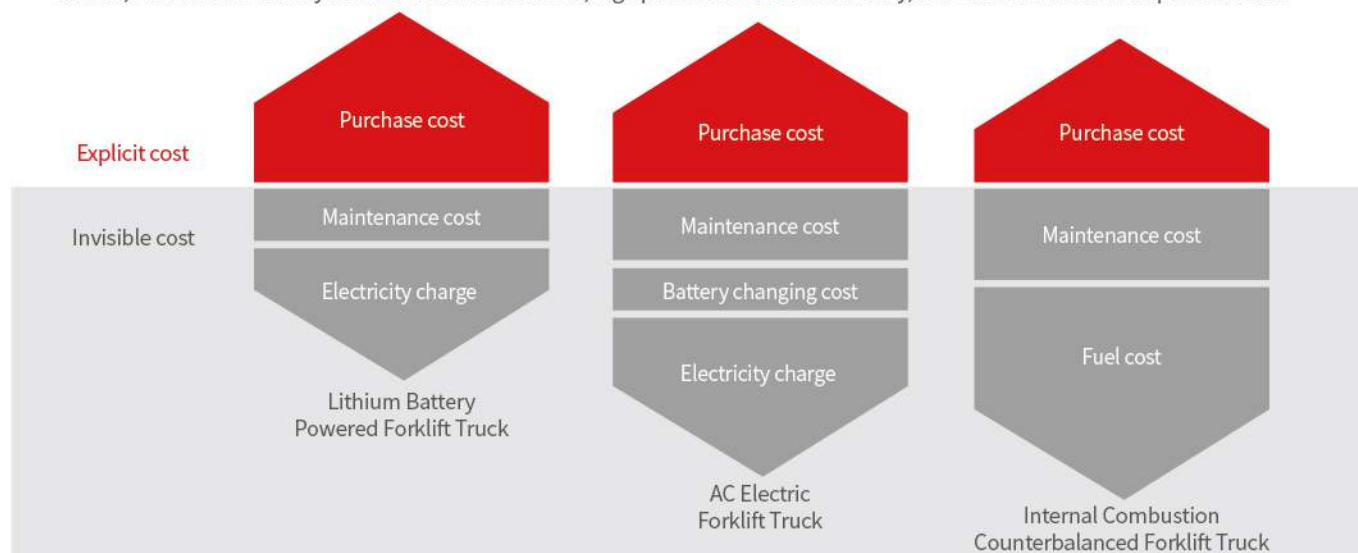 Purchase cost
Purchase cost
Purchase cost
Explicit cost
Maintenance cost
Maintenance cost
Maintenance cost
Invisible cost
Electricity charge
Battery changing cost
Electricity charge
Fuel cost
Lithium Battery
Powered Forklift Truck
AC Electric
Forklift Truck
Internal Combustion
Counterbalanced Forklift Truck